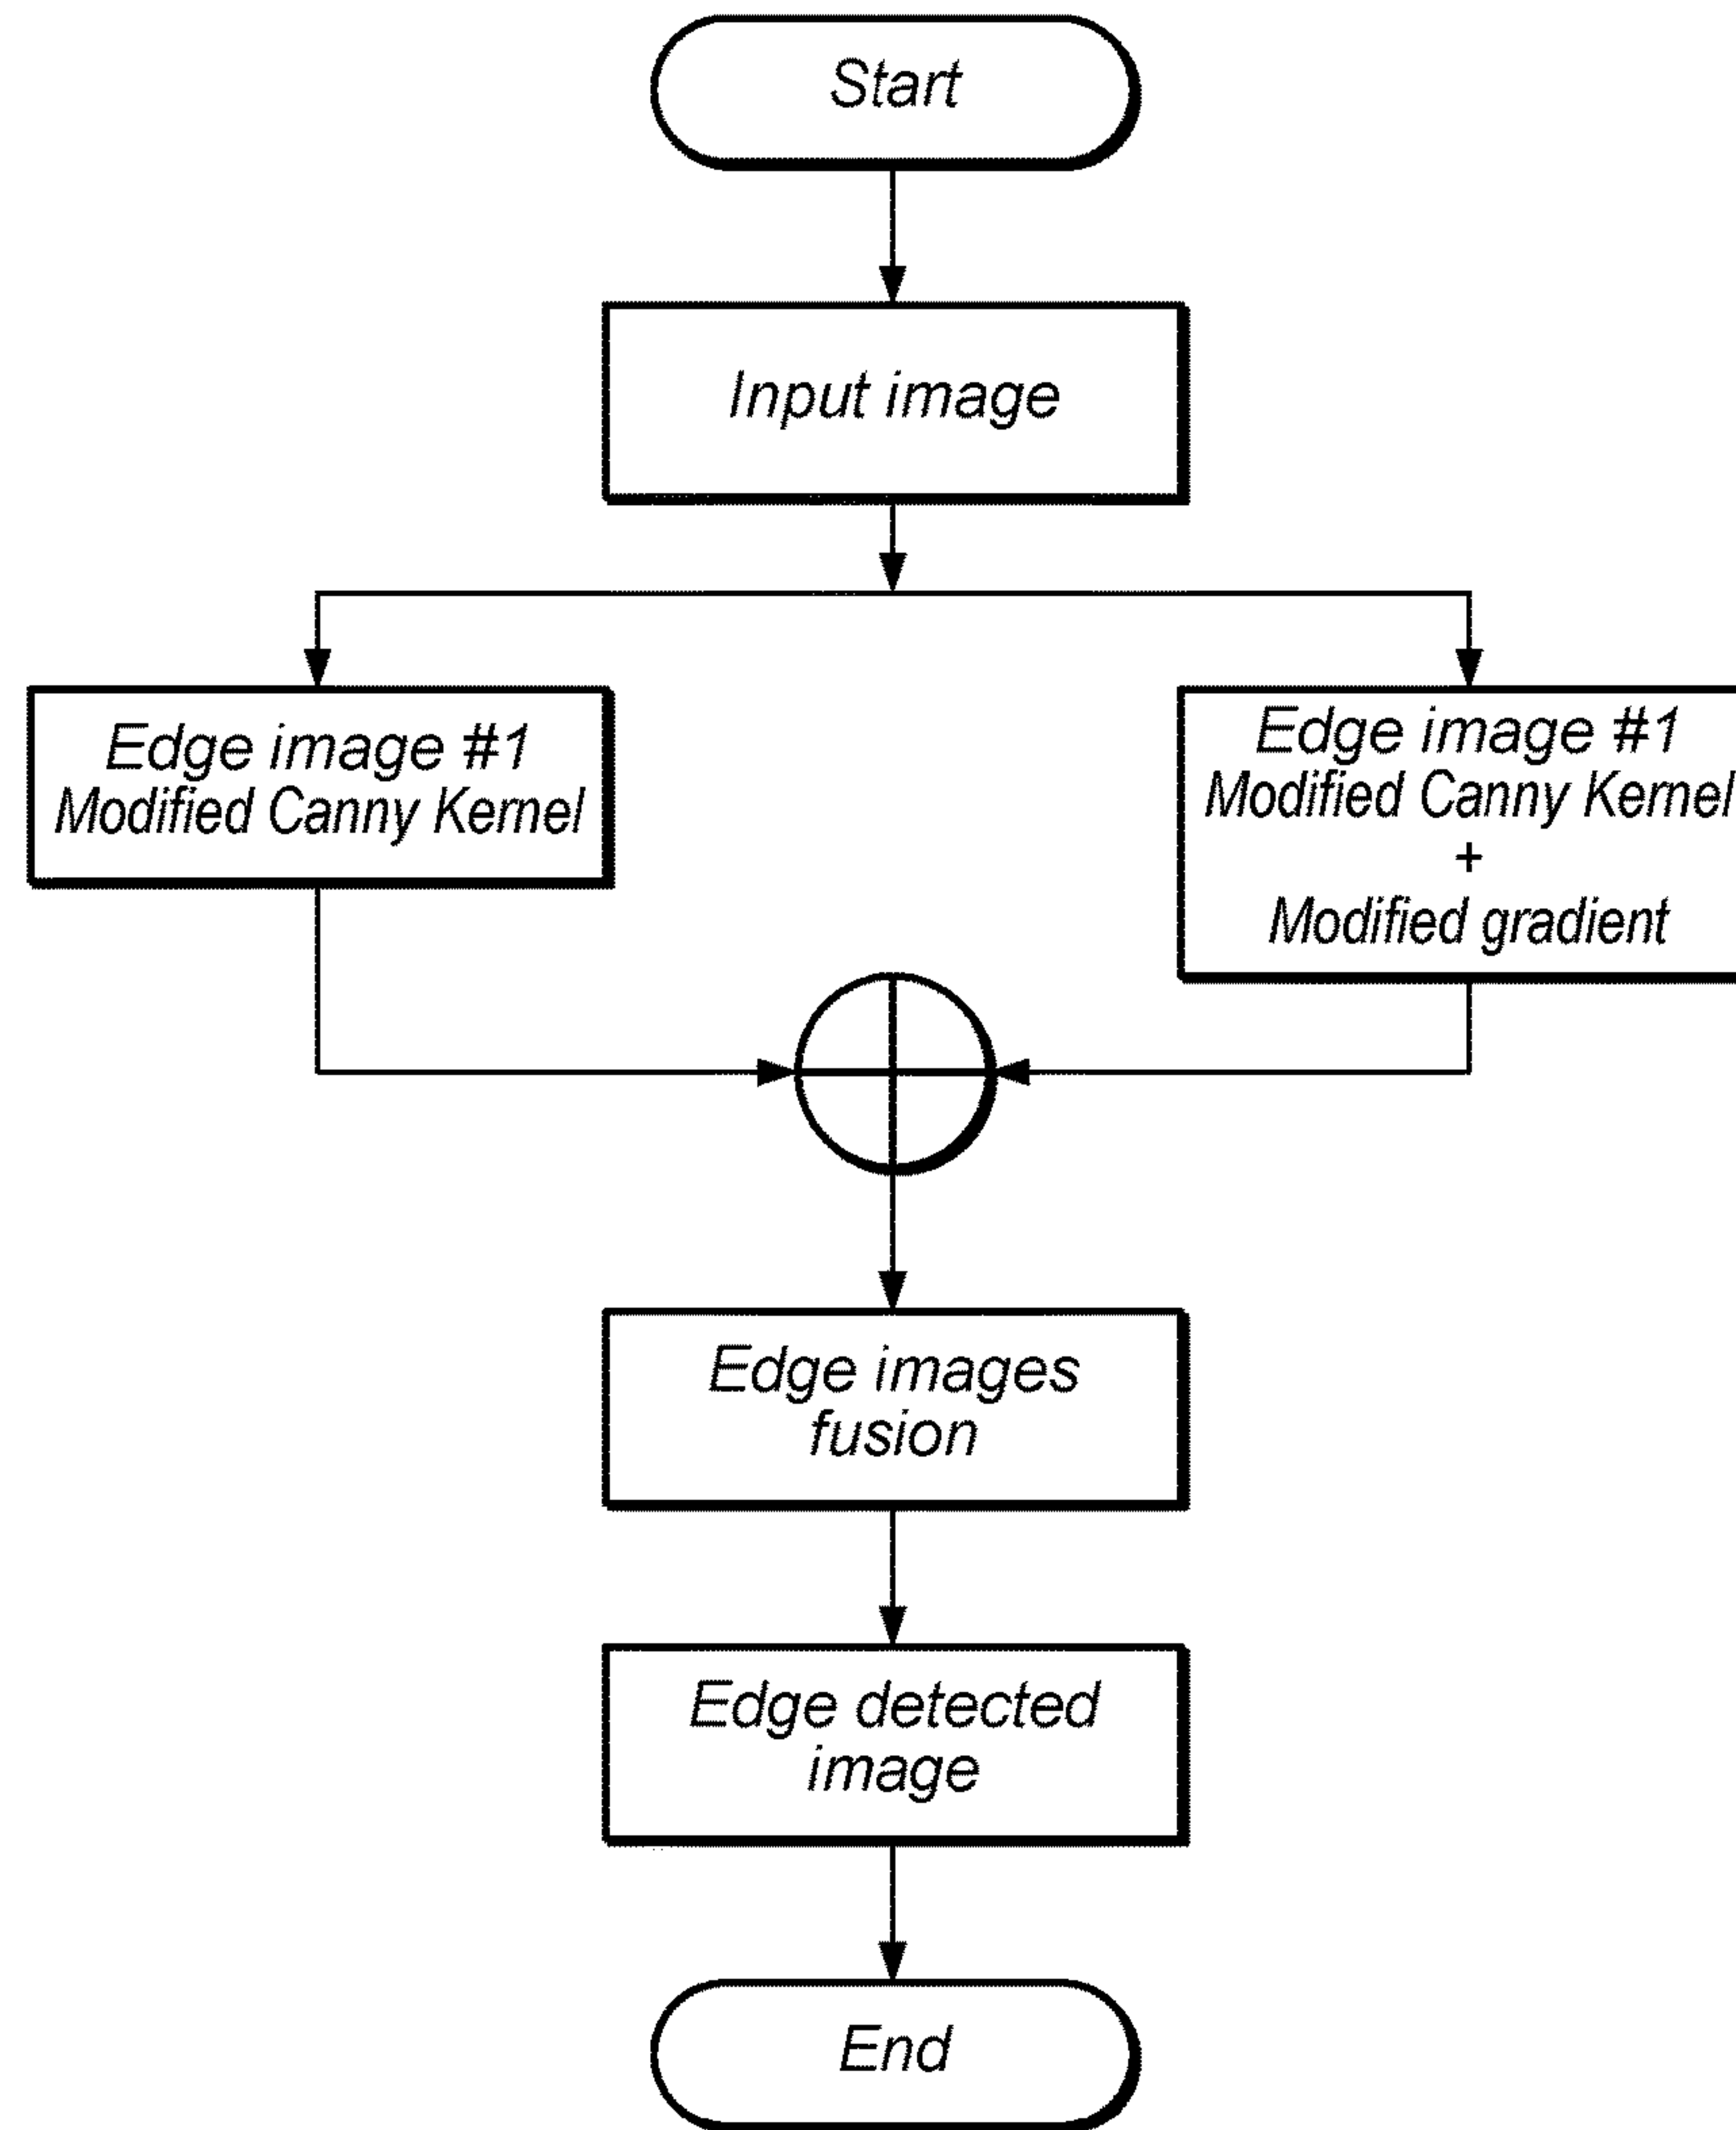 Start
Input image
Edge image #1
Modified Canny Kernel
Edge image #1
Modified Canny Kernel
+
Modified gradient
Edge images
fusion
Edge detected
image
End